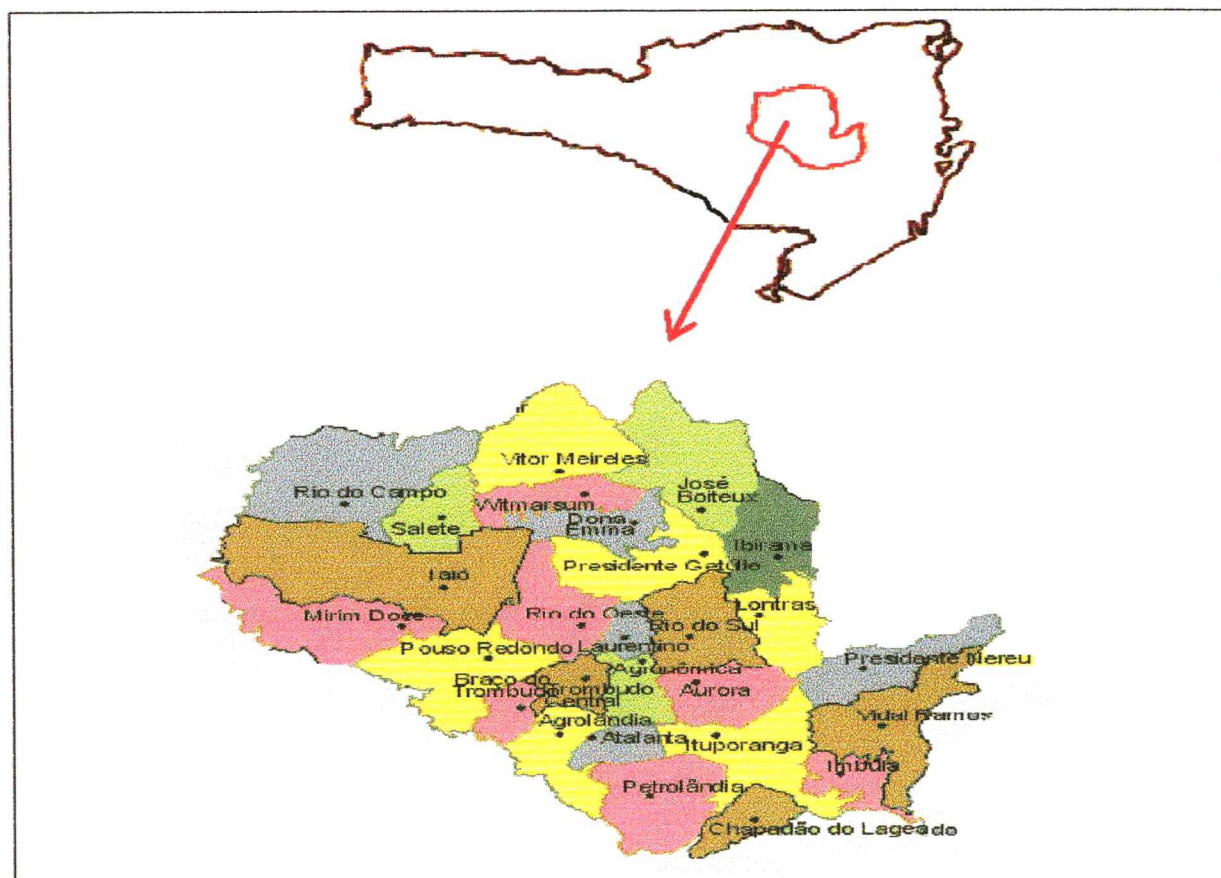 Vitor Meireles
José
Boiteux
Rio do Campo
Witmarsum
Salete
Dona
Emma
Ibirama
Presidente Getúlio
Taió
Lontras
Mirim Doce
Rio do Oeste
Rio do Sul
Pouso Redondo
Laurentino
Presidente Nereu
Agronômica
Braço do
Trombudo
Trombudo
Central
Aurora
Agrolândia
Vidal Ramos
Atalanta
Ituporanga
Imbuia
Petrolândia
Chapadão do Lageado